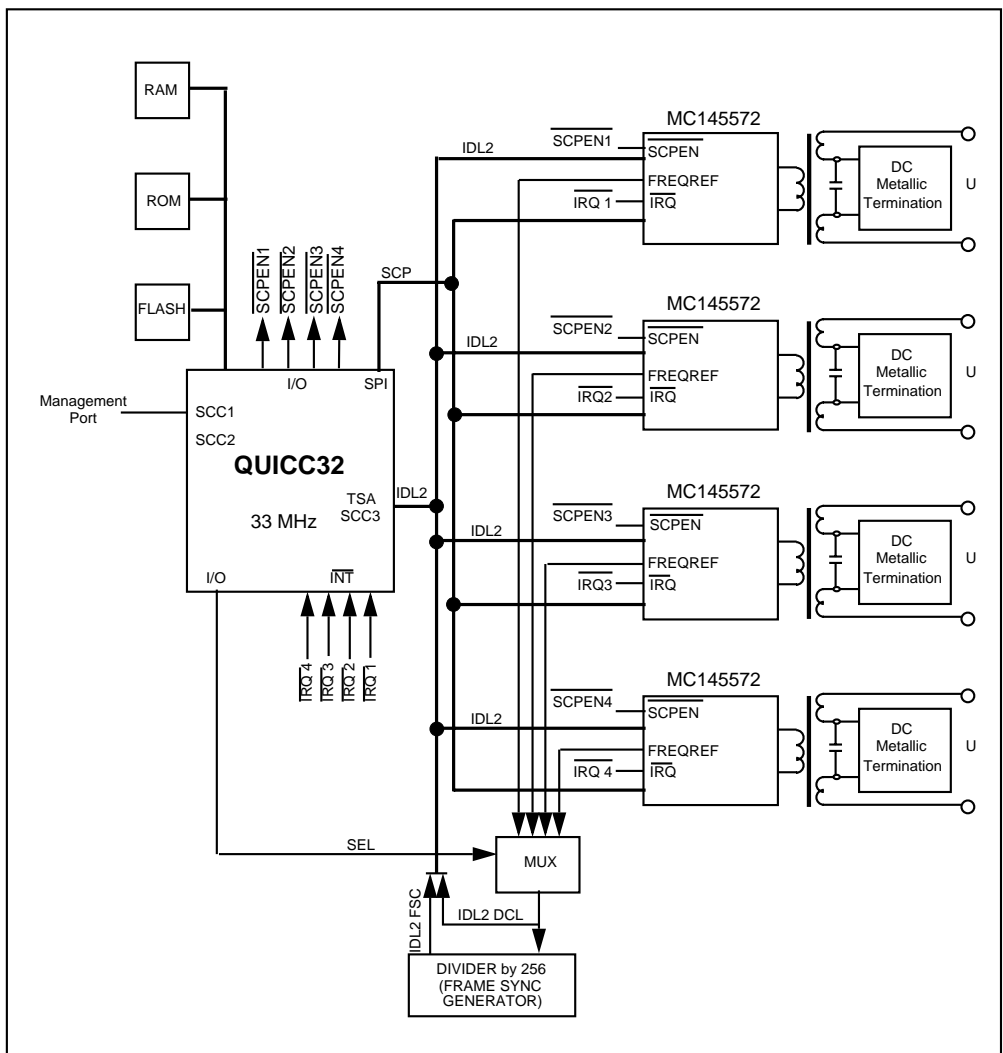 RAM
ROM
FLASH
SCPEN1
SCPEN2
SCPEN3
SCPEN4
I/O
SPI
SCP
Management
Port
SCC1
SCC2
QUICC32
33 MHz
TSA
SCC3
IDL2
I/O
INT
IRQ 4
IRQ 3
IRQ 2
IRQ 1
MC145572
SCPEN1
IDL2
SCPEN
FREQREF
IRQ 1
IRQ
DC
Metallic
Termination
U
MC145572
SCPEN2
IDL2
SCPEN
FREQREF
IRQ2
IRQ
DC
Metallic
Termination
U
MC145572
SCPEN3
IDL2
SCPEN
FREQREF
IRQ3
IRQ
DC
Metallic
Termination
U
MC145572
SCPEN4
IDL2
SCPEN
FREQREF
IRQ 4
IRQ
DC
Metallic
Termination
U
SEL
MUX
IDL2 FSC
IDL2 DCL
DIVIDER by 256
(FRAME SYNC
GENERATOR)